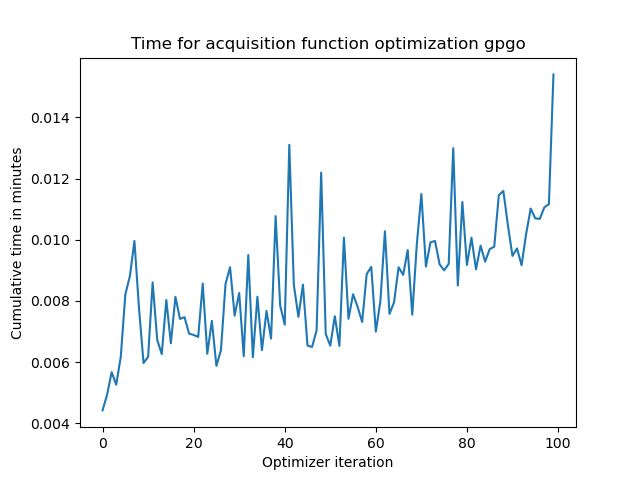 Time for acquisition function optimization gpgo
Cumulative time in minutes
0.014
0.012
0.010
0.008
0.006
0.004
0 20 40 60 80 100
Optimizer iteration